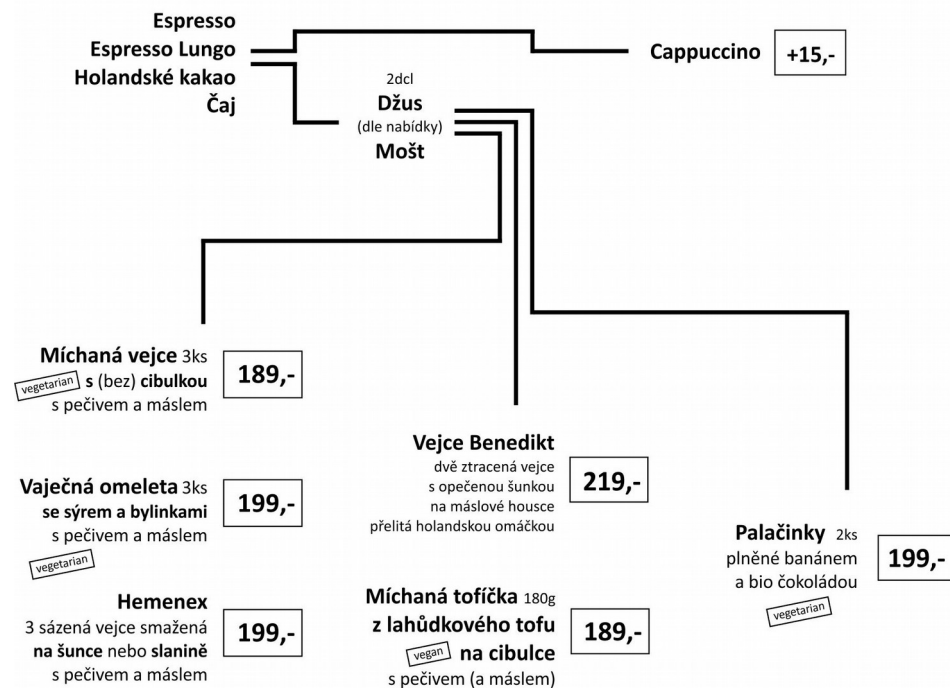 Espresso
Espresso Lungo
Holandské kakao
Čaj
Cappuccino +15,-
2dcl
Džus
(dle nabídky)
Mošt
Míchaná vejce 3ks
vegetarian s (bez) cibulkou
s pečivem a máslem
189,-
Vaječná omeleta 3ks
se sýrem a bylinkami
s pečivem a máslem
vegetarian
199,-
Hemenex
3 sázená vejce smažená
na šunce nebo slanině
s pečivem a máslem
199,-
Vejce Benedikt
dvě ztracená vejce
s opečenou šunkou
na máslové housce
přelitá holandskou omáčkou
219,-
Míchaná tofíčka 180g
z lahůdkového tofu
vegan na cibulce
s pečivem (a máslem)
189,-
Palačinky 2ks
plněné banánem
a bio čokoládou
vegetarian
199,-